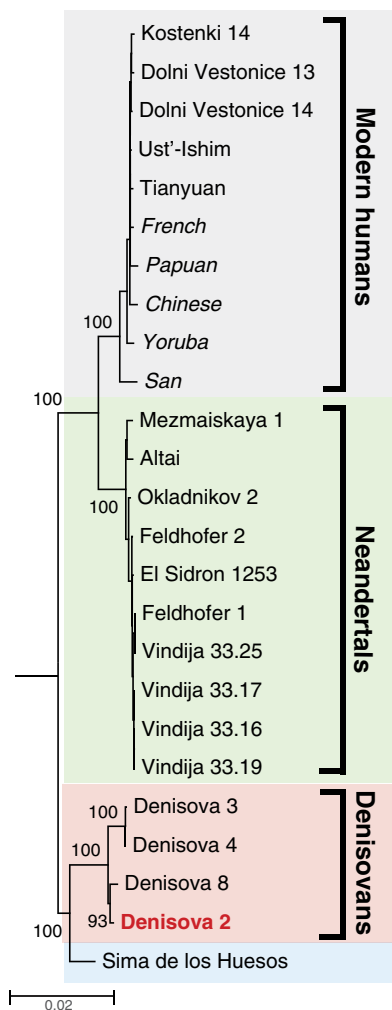 Kostenki 14
Dolni Vestonice 13
Dolni Vestonice 14
Ust'-Ishim
Tianyuan
French
Papuan
Chinese
100
Yoruba
San
Modern humans
100
Mezmaiskaya 1
Altai
Okladnikov 2
100
Feldhofer 2
El Sidron 1253
Feldhofer 1
Vindija 33.25
Vindija 33.17
Vindija 33.16
Vindija 33.19
Neandertals
Denisova 3
100
Denisova 4
100
Denisova 8
93
Denisova 2
Denisovans
100
Sima de los Huesos
0.02